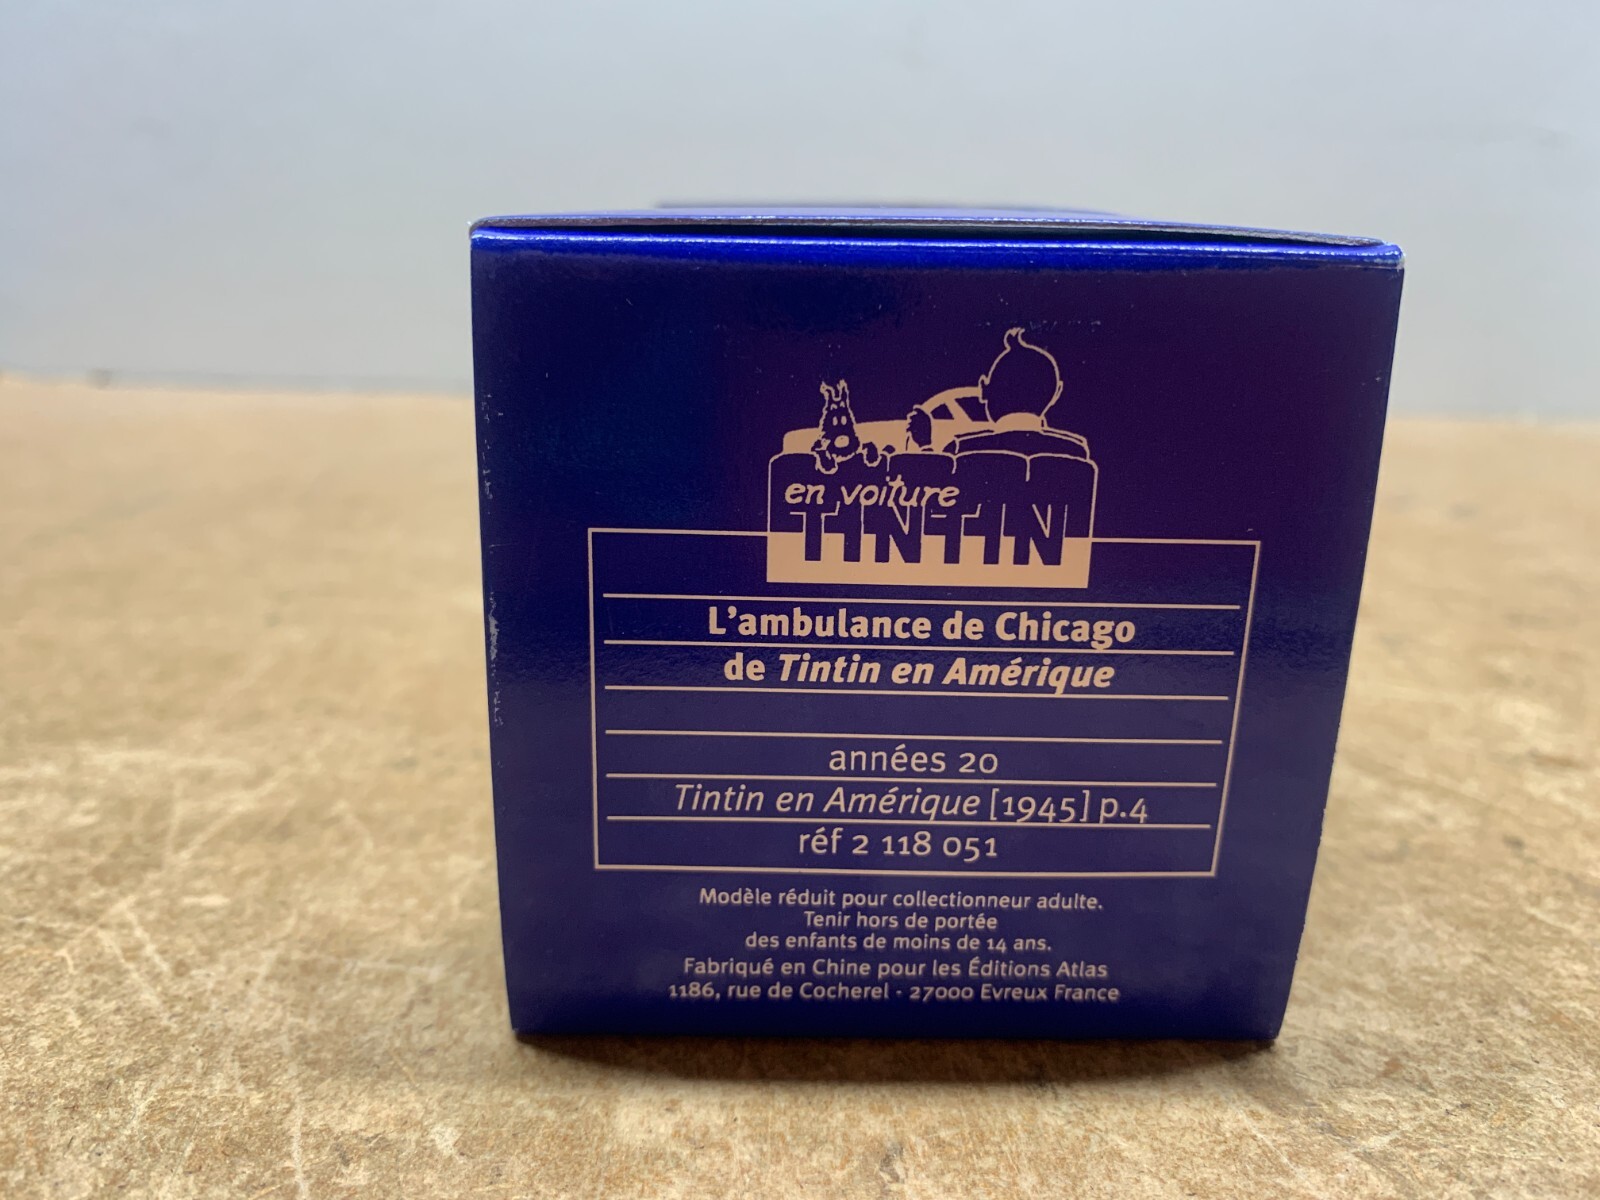 en voiture
TINTIN
L'ambulance de Chicago
de Tintin en Amérique
années 20
Tintin en Amérique [1945] p.4
réf 2 118 051
Modèle réduit pour collectionneur adulte.
Tenir hors de portée
des enfants de moins de 14 ans.
Fabriqué en Chine pour les Éditions Atlas
1186, rue de Cocherel - 27000 Evreux France